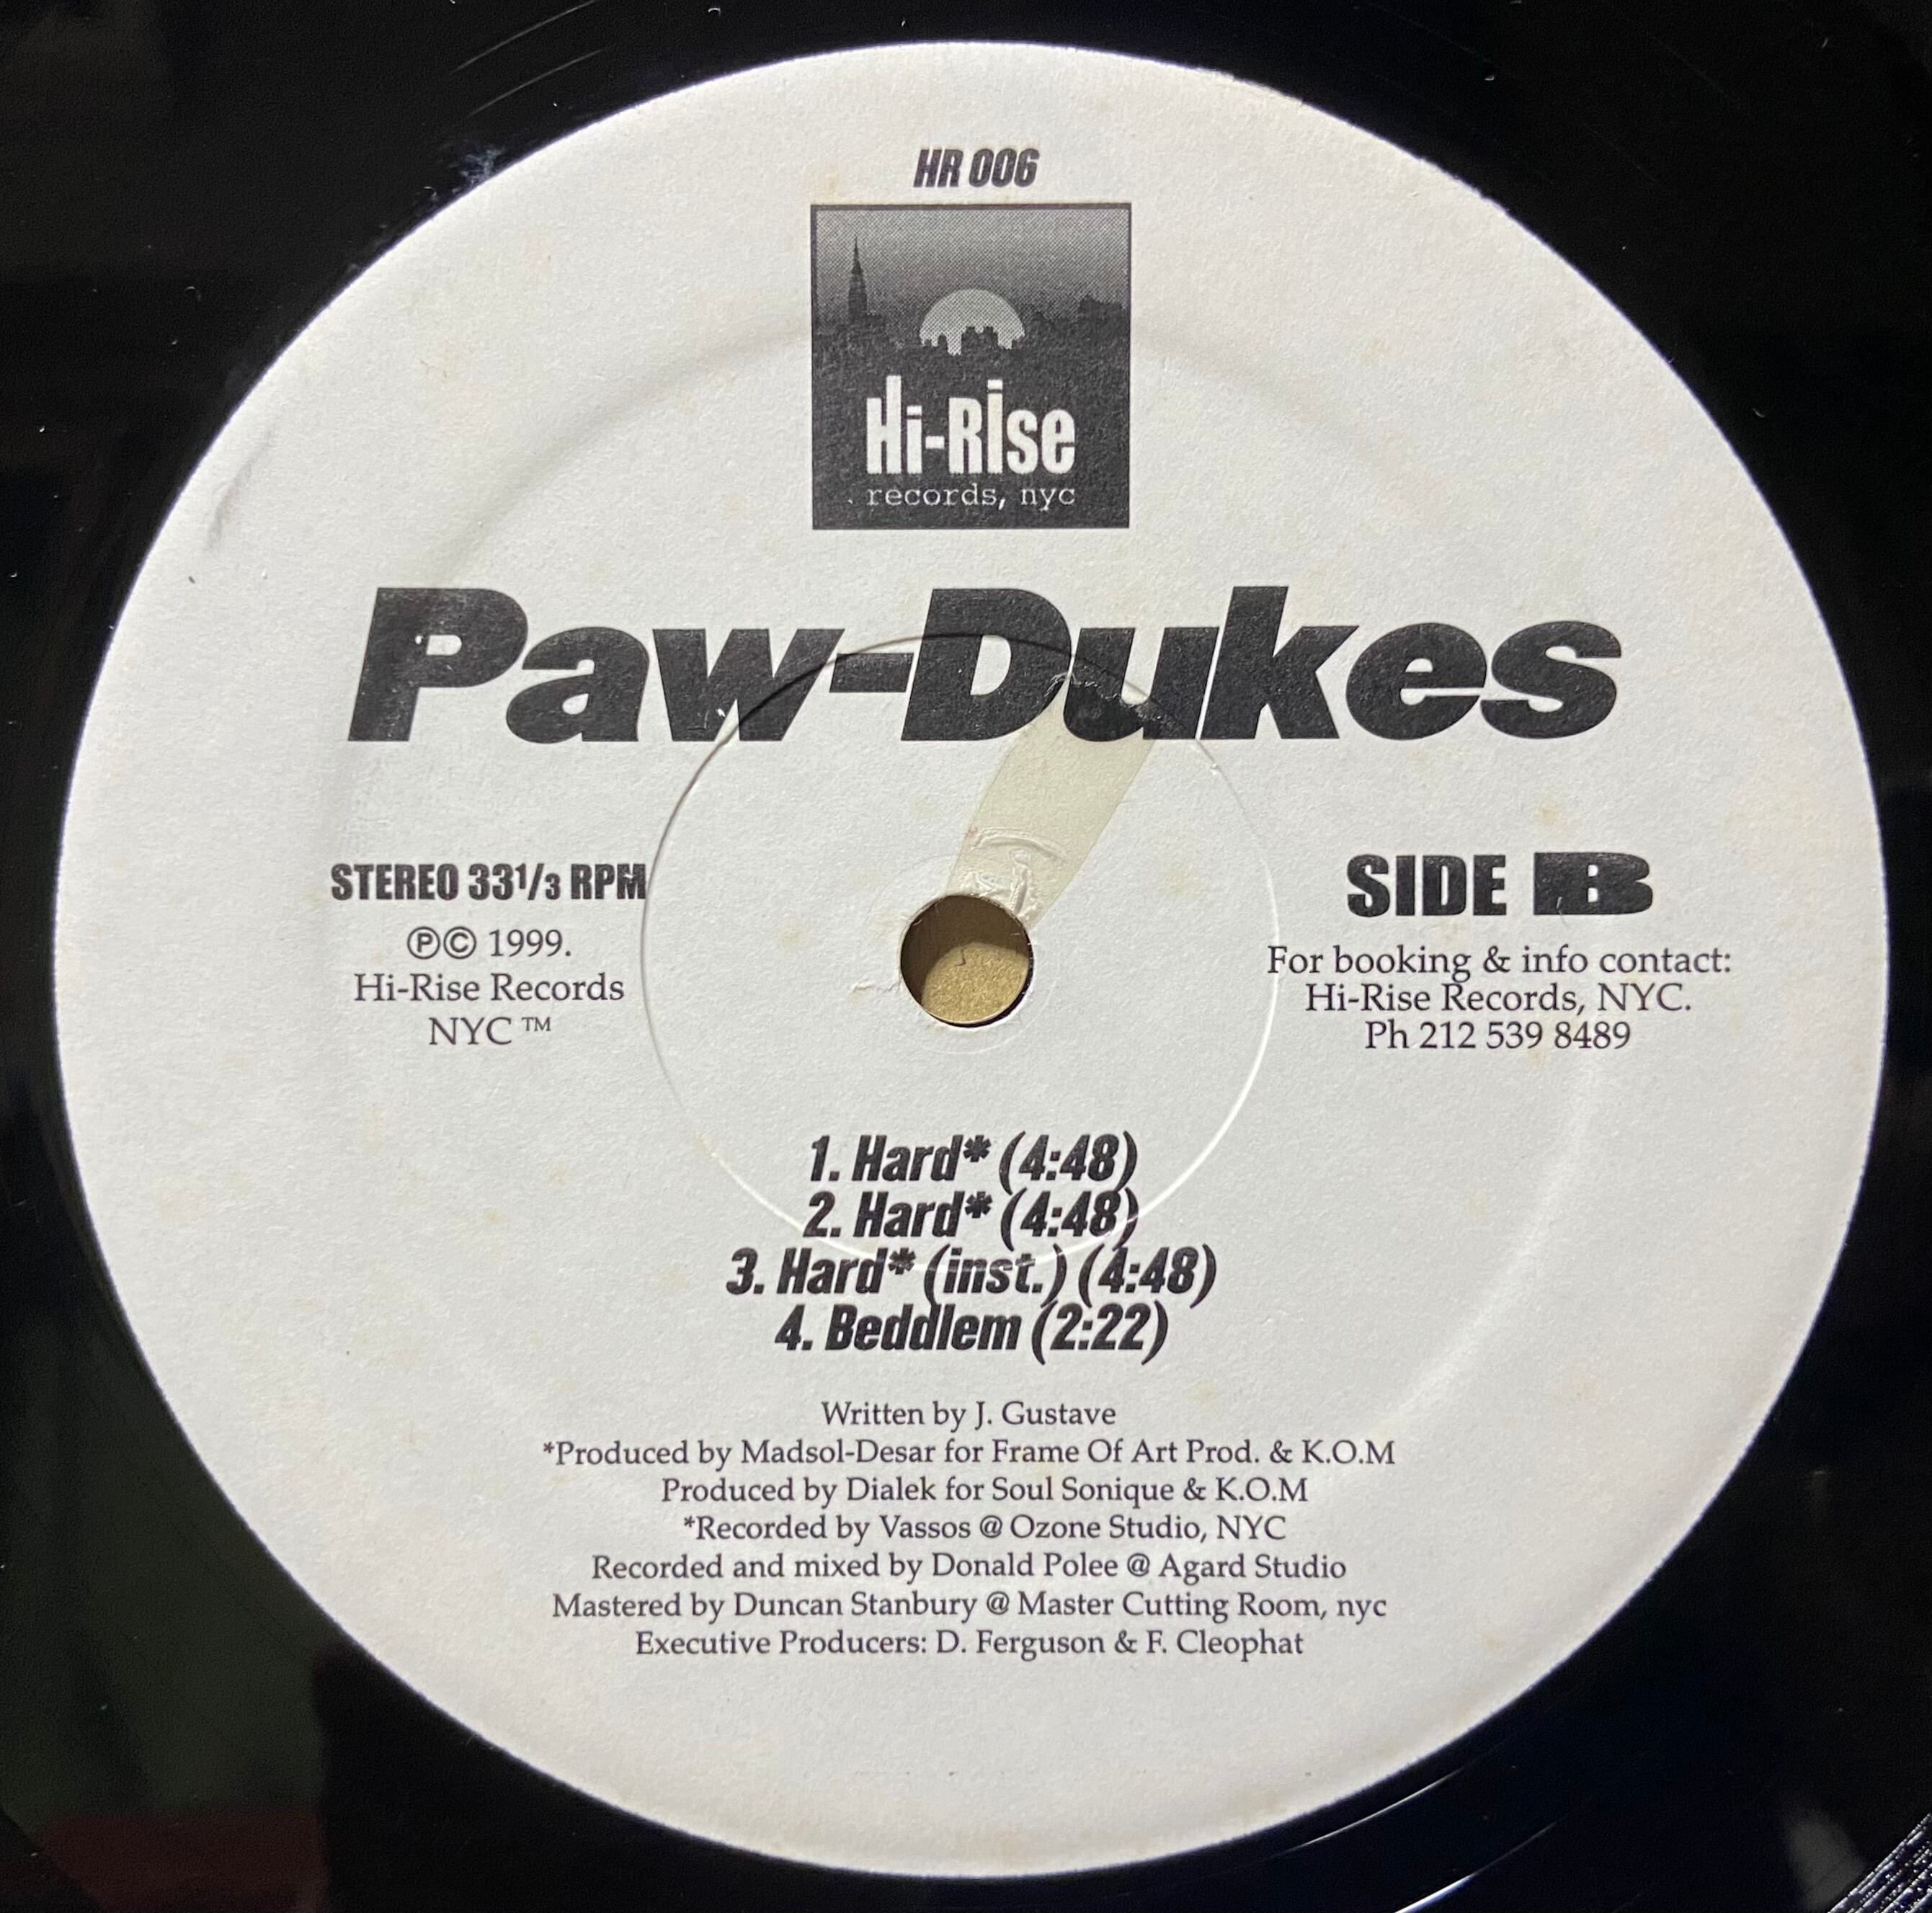 HR 006
Hi-Rise
records, nyc
Paw-Dukes
STEREO 33 1/3 RPM
℗© 1999.
Hi-Rise Records
NYC ™
SIDE B
For booking & info contact:
Hi-Rise Records, NYC.
Ph 212 539 8489
1. Hard* (4:48)
2. Hard* (4:48)
3. Hard* (inst.) (4:48)
4. Beddlem (2:22)
Written by J. Gustave
*Produced by Madsol-Desar for Frame Of Art Prod. & K.O.M
Produced by Dialek for Soul Sonique & K.O.M
*Recorded by Vassos @ Ozone Studio, NYC
Recorded and mixed by Donald Polee @ Agard Studio
Mastered by Duncan Stanbury @ Master Cutting Room, nyc
Executive Producers: D. Ferguson & F. Cleophat